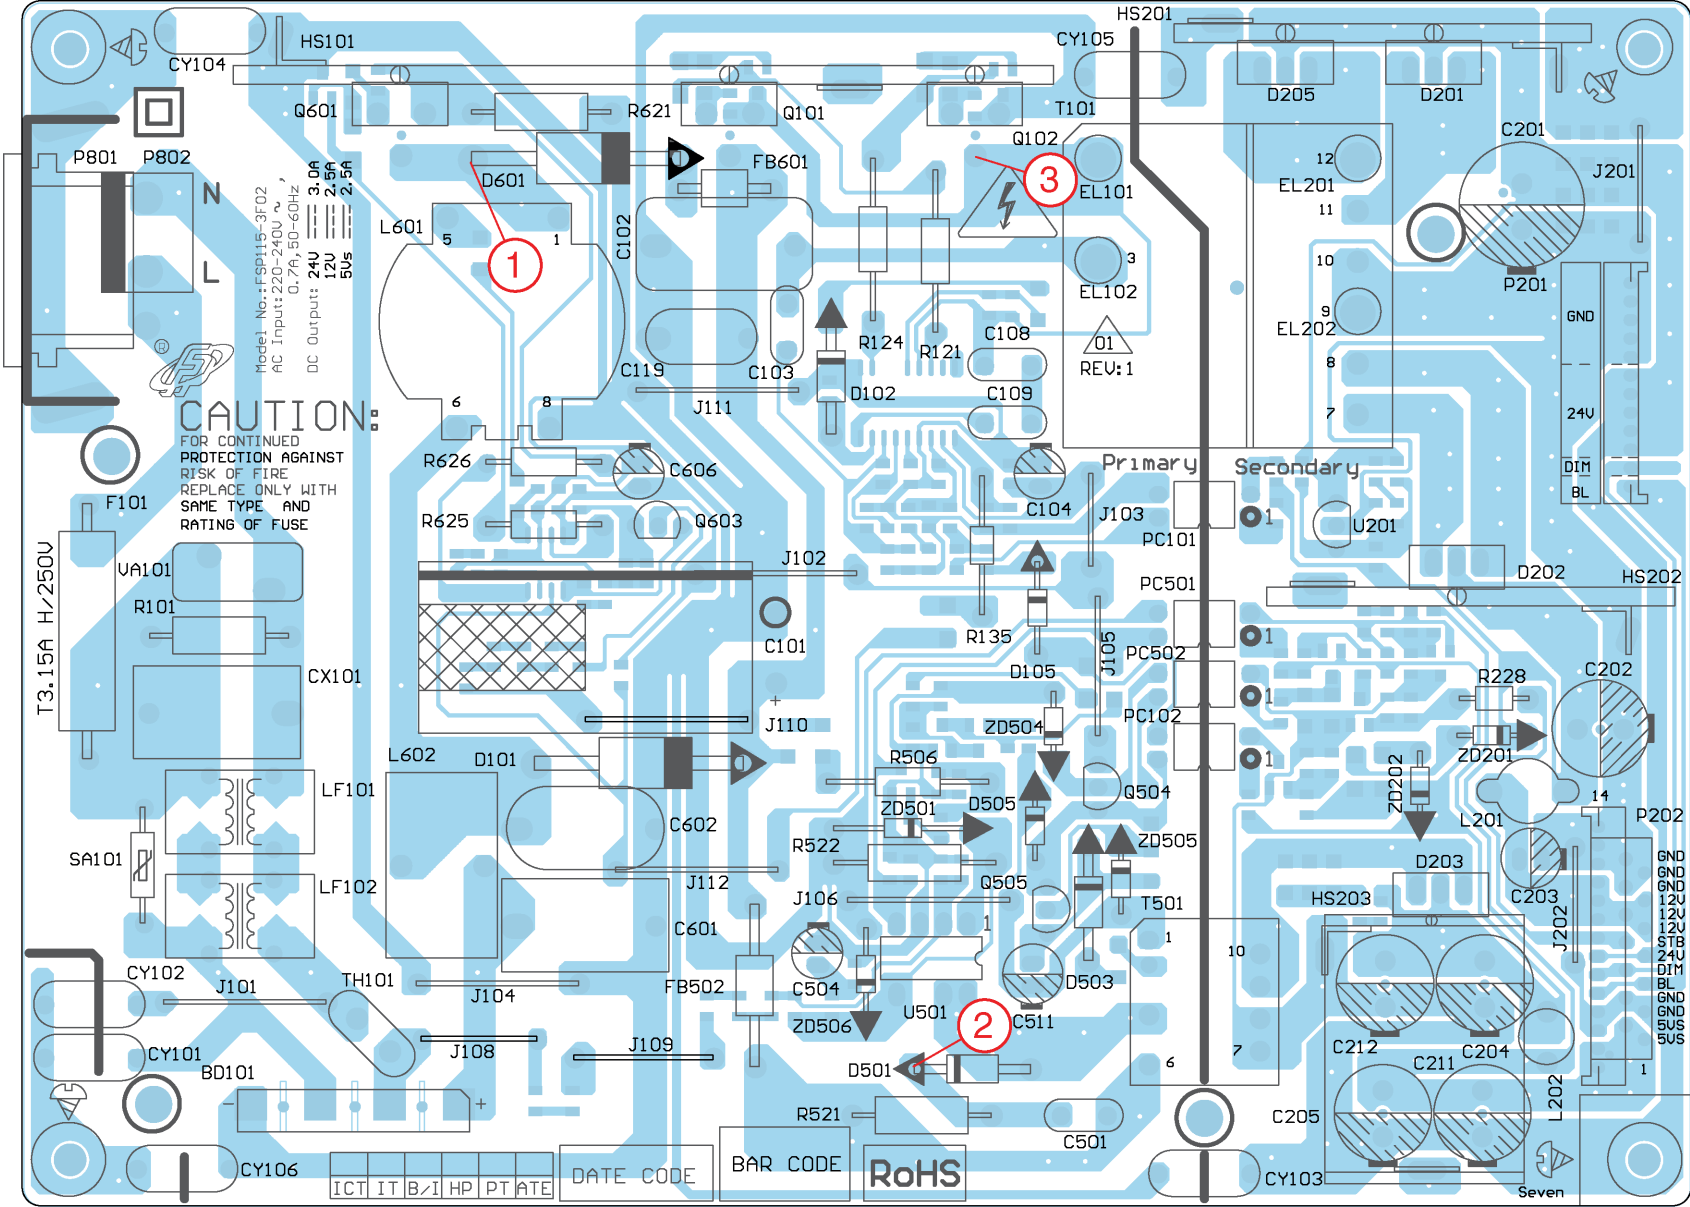 HS201
CY104
HS101
CY105
Q601
R621
Q101
T101
D205
D201
Q102
C201
P801
P802
FB601
12
J201
D601
EL101
EL201
N
L601
5
1
C102
11
3
1
L
Model No.:FSP115-3F02
AC Input:220-240V ~,
0.7A,50-60Hz
DC Output: 24V 3.0A
12V 2.5A
5Vs 2.5A
3
10
EL102
P201
9
EL202
GND
C108
01
R124
R121
REV:1
8
®
C119
C103
D102
C109
6
8
J111
7
24V
CAUTION:
FOR CONTINUED
PROTECTION AGAINST
RISK OF FIRE
REPLACE ONLY WITH
SAME TYPE AND
RATING OF FUSE
R626
C606
Primary
Secondary
DIM
BL
F101
R625
Q603
C104
J103
1
U201
PC101
T3.15A H/250V
VA101
J102
D202
HS202
PC501
R101
C101
R135
1
J105
PC502
CX101
D105
C202
R228
1
+
J110
ZD504
PC102
L602
D101
ZD201
1
R506
ZD202
LF101
ZD501
D505
Q504
14
L201
P202
C602
R522
ZD505
SA101
D203
GND
GND
GND
12V
12V
12V
STB
24V
DIM
BL
GND
GND
5VS
5VS
LF102
J112
Q505
J106
T501
HS203
C203
C601
1
1
10
J202
CY102
J101
TH101
J104
FB502
C504
D503
U501
2
C511
ZD506
CY101
J108
J109
D501
6
7
C212
C204
C211
1
BD101
-
+
R521
C501
C205
L202
CY106
ICT
IT
B/I
HP
PT
ATE
DATE CODE
BAR CODE
RoHS
CY103
Seven